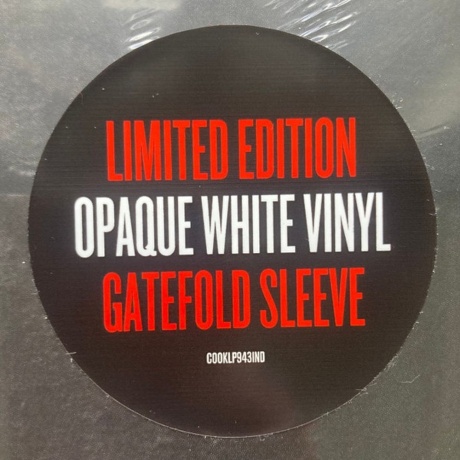 LIMITED EDITION
OPAQUE WHITE VINYL
GATEFOLD SLEEVE
COOKLP943IND